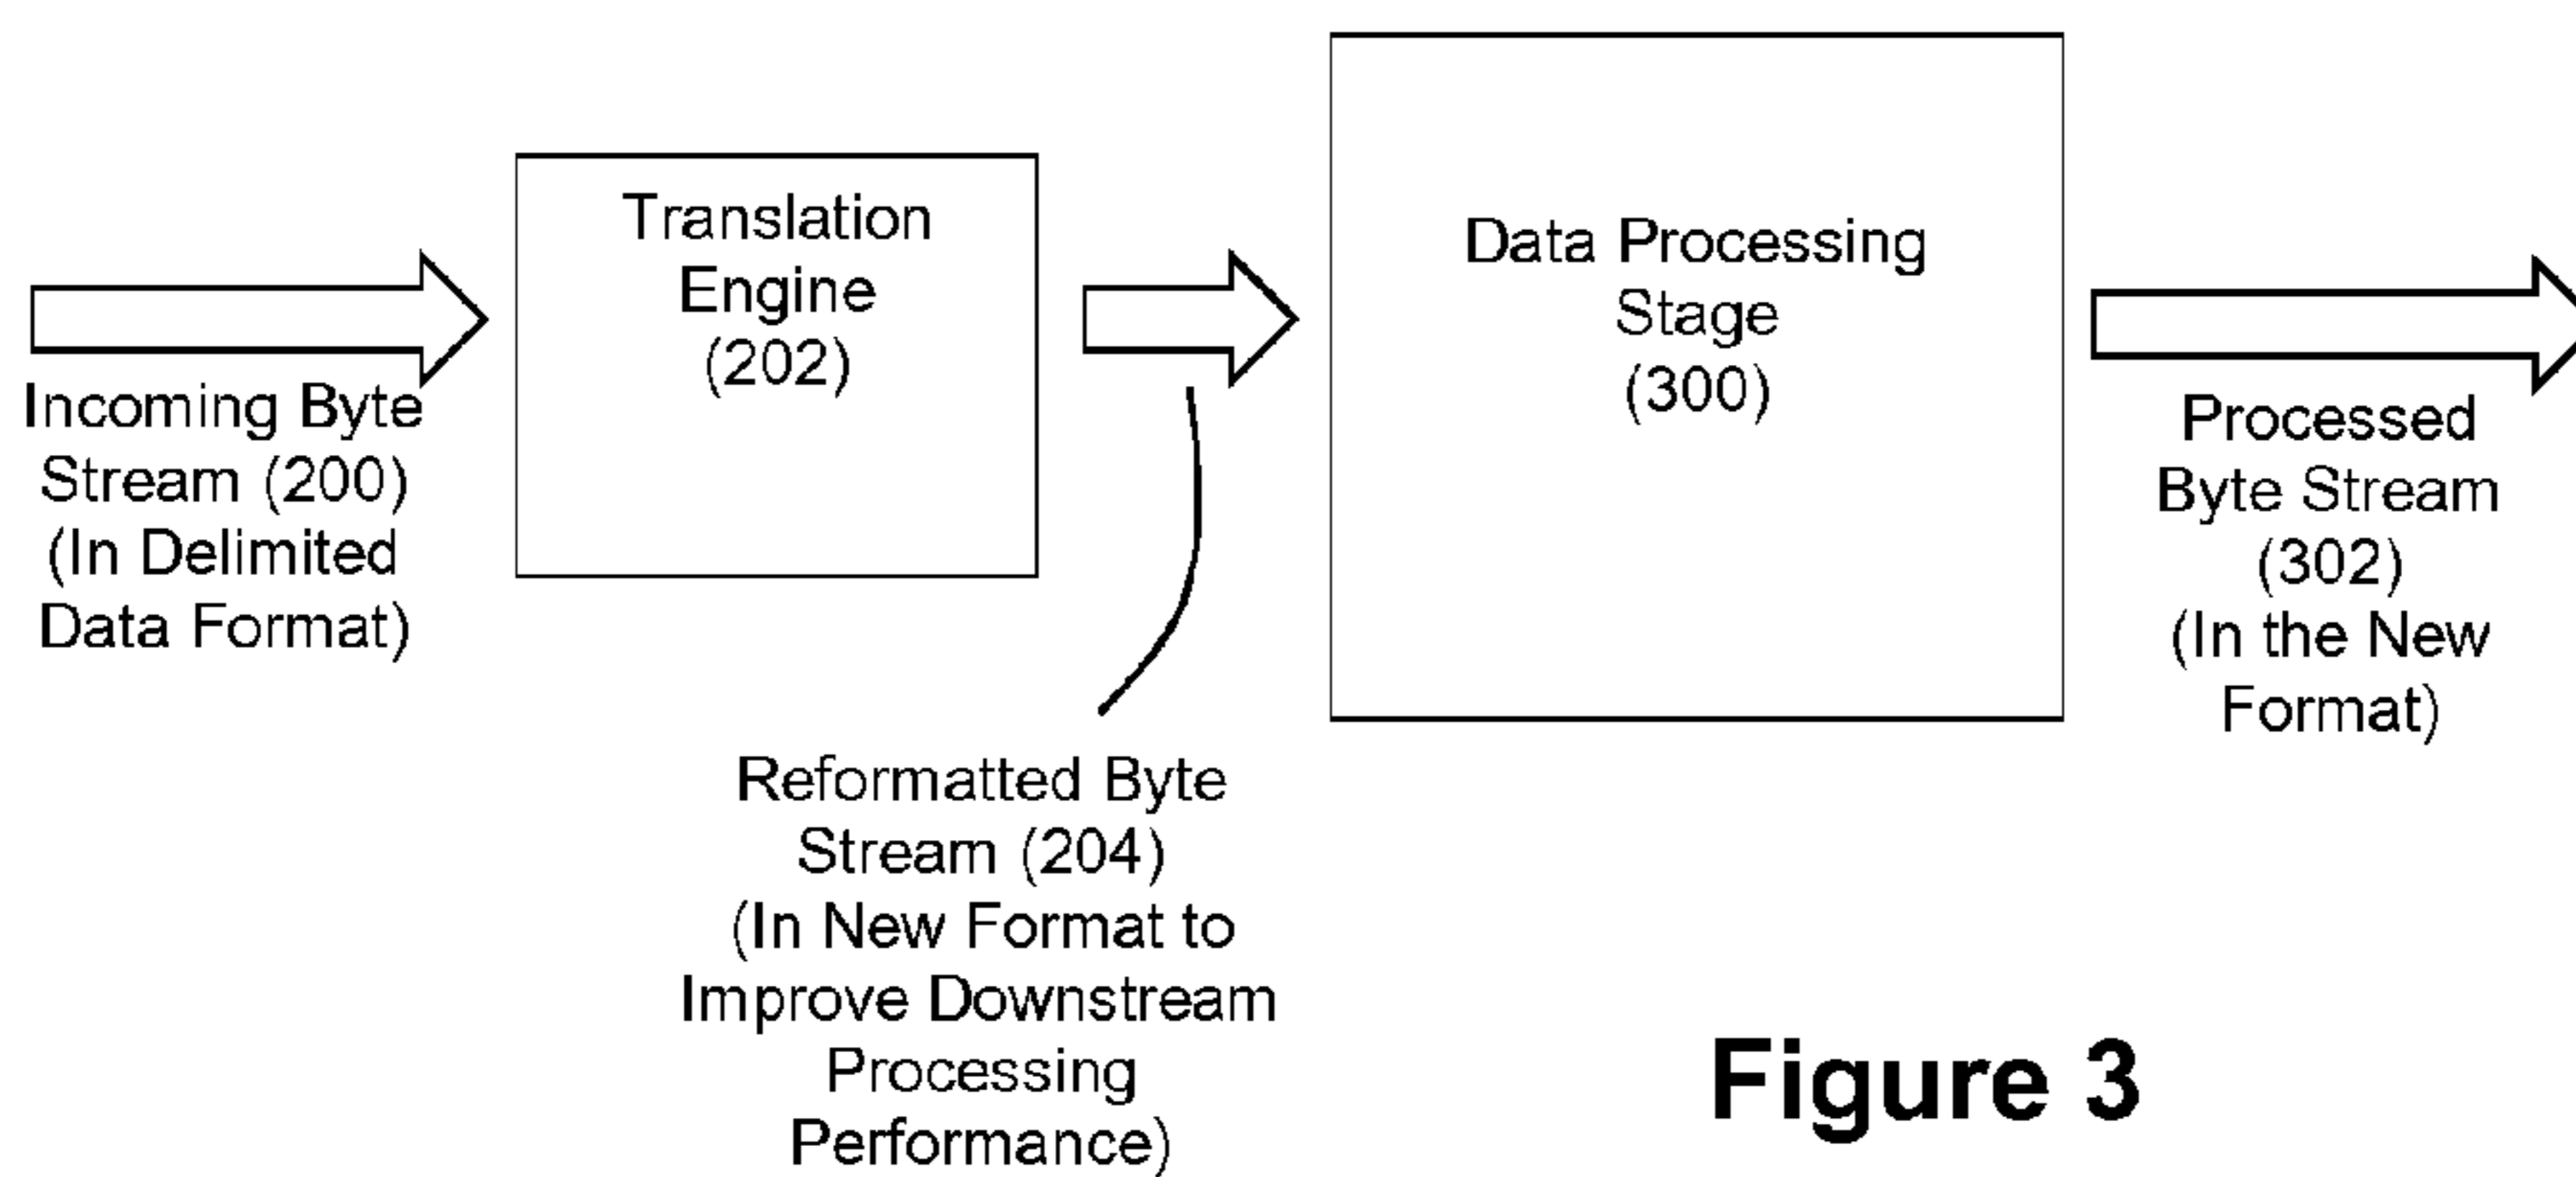 Incoming Byte
Stream (200)
(In Delimited
Data Format)
Translation
Engine
(202)
Reformatted Byte
Stream (204)
(In New Format to
Improve Downstream
Processing
Performance)
Data Processing
Stage
(300)
Processed
Byte Stream
(302)
(In the New
Format)
Figure 3